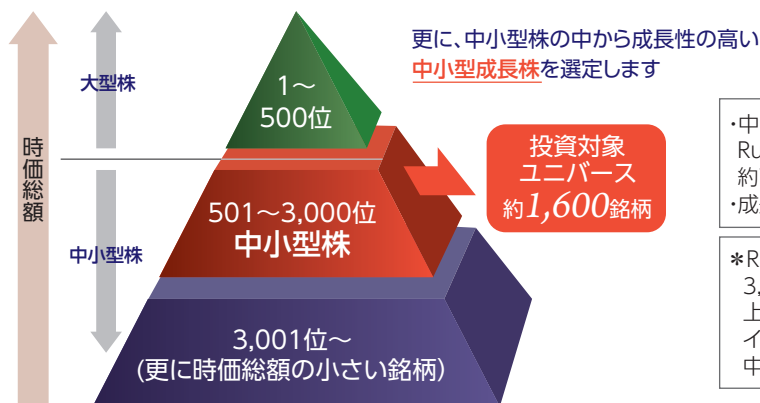 更に、中小型株の中から成長性の高い
中小型成長株を選定します
大型株
1～
500位
時価総額
投資対象
ユニバース
約1,600銘柄
501～3,000位
中小型株
中小型株
3,001位～
(更に時価総額の小さい銘柄)
・中
Ru
約
・成
＊R
3,
上
イ
中